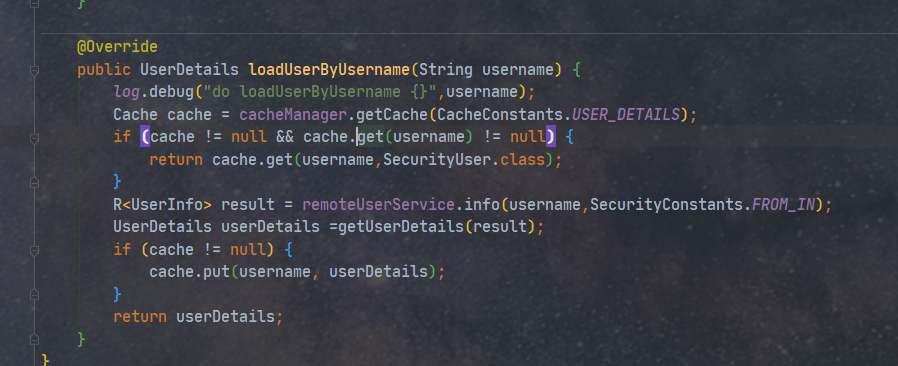 }
@Override
public UserDetails loadUserByUsername(String username) {
log.debug("do loadUserByUsername {}",username);
Cache cache = cacheManager.getCache(CacheConstants.USER_DETAILS);
if (cache != null && cache.get(username) != null) {
return cache.get(username,SecurityUser.class);
}
R<UserInfo> result = remoteUserService.info(username,SecurityConstants.FROM_IN);
UserDetails userDetails =getUserDetails(result);
if (cache != null) {
cache.put(username, userDetails);
}
return userDetails;
}
}